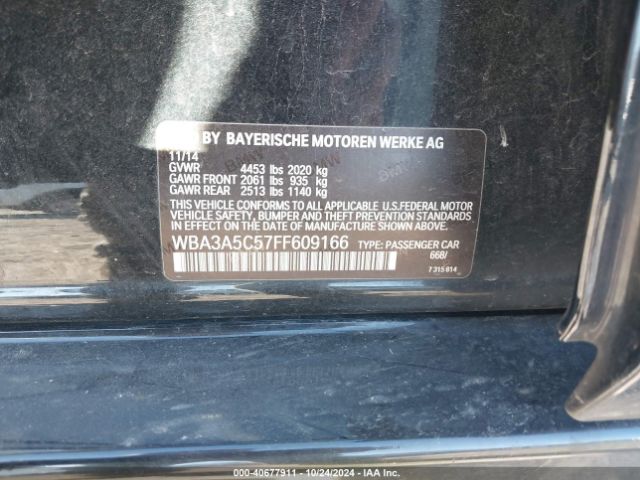 BY BAYERISCHE MOTOREN WERKE AG
11/14
GVWR 4453 lbs 2020 kg
GAWR FRONT 2061 lbs 935 kg
GAWR REAR 2513 lbs 1140 kg
THIS VEHICLE CONFORMS TO ALL APPLICABLE U.S.FEDERAL MOTOR
VEHICLE SAFETY, BUMPER, AND THEFT PREVENTION STANDARDS
IN EFFECT ON THE DATE OF MANUFACTURE SHOWN ABOVE.
WBA3A5C57FF609166 TYPE: PASSENGER CAR
668/
7 315 814
00-40677911 - 10/24/2024 - IAA Inc.